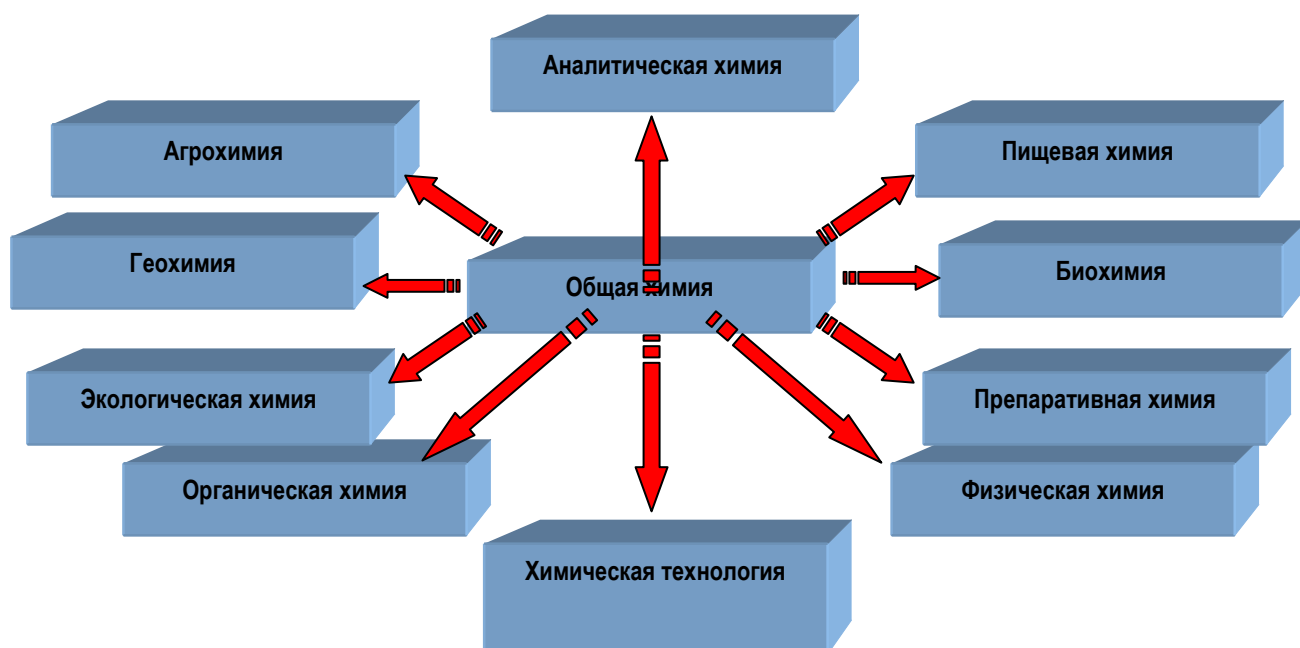 Аналитическая химия
Агрохимия
Пищевая химия
Геохимия
Общая химия
Биохимия
Экологическая химия
Препаративная химия
Органическая химия
Физическая химия
Химическая технология